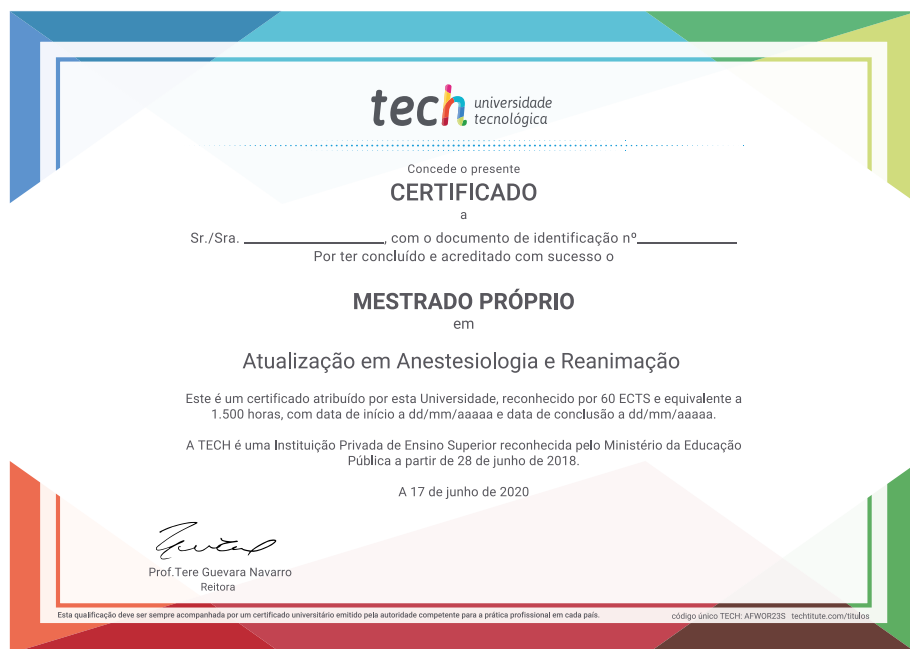 tech universidade
tecnológica
Concede o presente
CERTIFICADO
a
Sr./Sra. ________________, com o documento de identificação nº____________
Por ter concluído e acreditado com sucesso o
MESTRADO PRÓPRIO
em
Atualização em Anestesiologia e Reanimação
Este é um certificado atribuído por esta Universidade, reconhecido por 60 ECTS e equivalente a
1.500 horas, com data de início a dd/mm/aaaaa e data de conclusão a dd/mm/aaaaa.
A TECH é uma Instituição Privada de Ensino Superior reconhecida pelo Ministério da Educação
Pública a partir de 28 de junho de 2018.
A 17 de junho de 2020
Prof.Tere Guevara Navarro
Reitora
Esta qualificação deve ser sempre acompanhada por um certificado universitário emitido pela autoridade competente para a prática profissional em cada país.
código único TECH: AFWOR23S techtitute.com/titulos